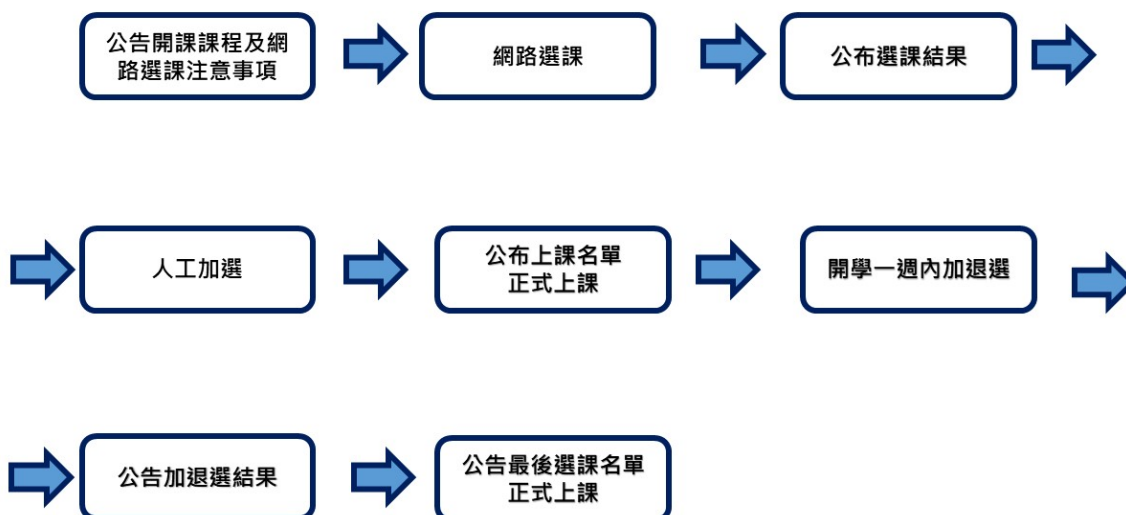 公告開課課程及網
路選課注意事項
網路選課
公布選課結果
人工加選
公布上課名單
正式上課
開學一週內加退選
公告加退選結果
公告最後選課名單
正式上課